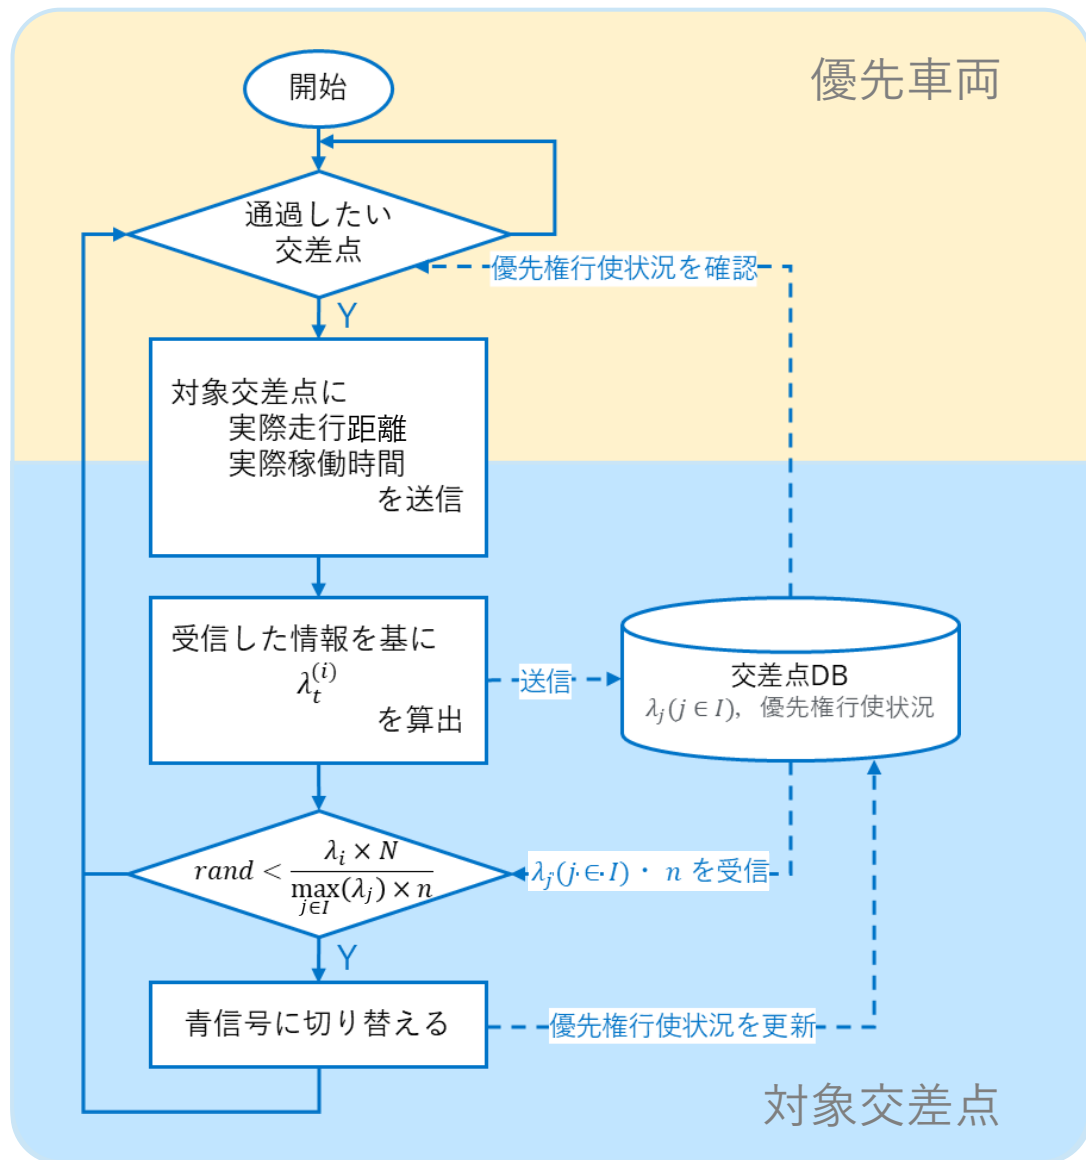 優先車両
開始
通過したい
交差点
優先権行使状況を確認
Y
対象交差点に
実際走行距離
実際稼働時間
を送信
受信した情報を基に
λ_t^{(i)}
を算出
送信
交差点DB
λ_j(j ∈ I), 優先権行使状況
rand < \frac{λ_i × N}{\max_{j∈I}(λ_j) × n}
λ_j(j ∈ I)・ n を受信
Y
青信号に切り替える
優先権行使状況を更新
対象交差点